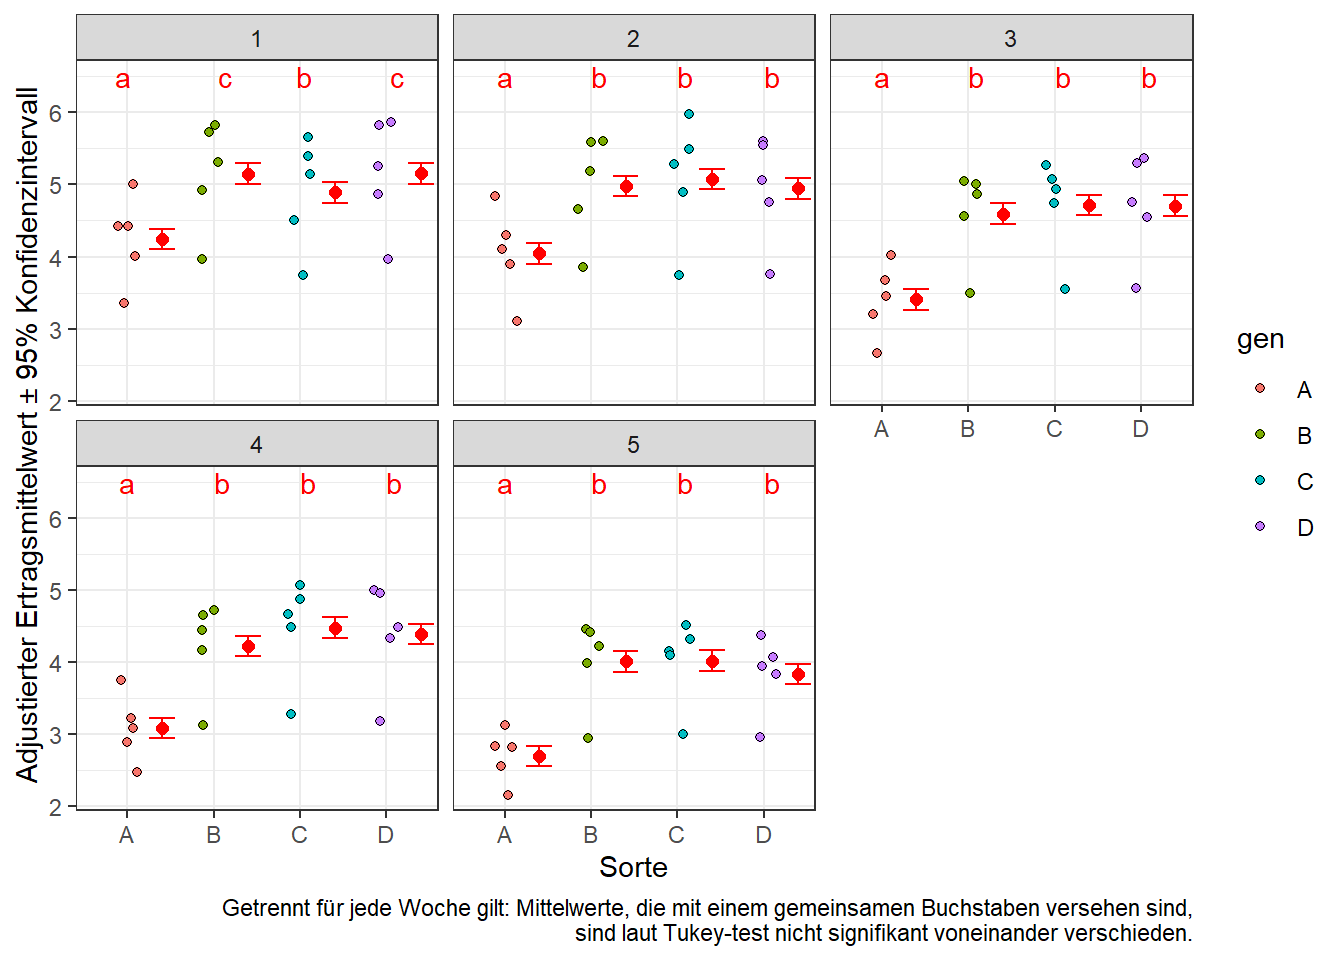 1
2
3
a c b c
a b b b
a b b b
Adjustierter Ertragsmittelwert ± 95% Konfidenzintervall
6
5
4
3
2
A B C D
4
5
a b b b
a b b b
6
5
4
3
2
A B C D
A B C D
Sorte
gen
A
B
C
D
Getrennt für jede Woche gilt: Mittelwerte, die mit einem gemeinsamen Buchstaben versehen sind,
sind laut Tukey-test nicht signifikant voneinander verschieden.